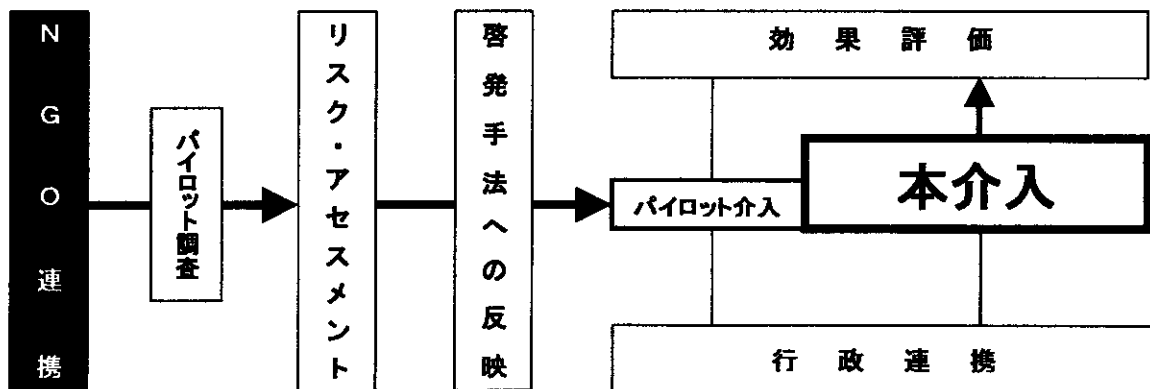 NGO連携
パイロット調査
リスク・アセスメント
啓発手法への反映
効果評価
パイロット介入
本介入
行政連携